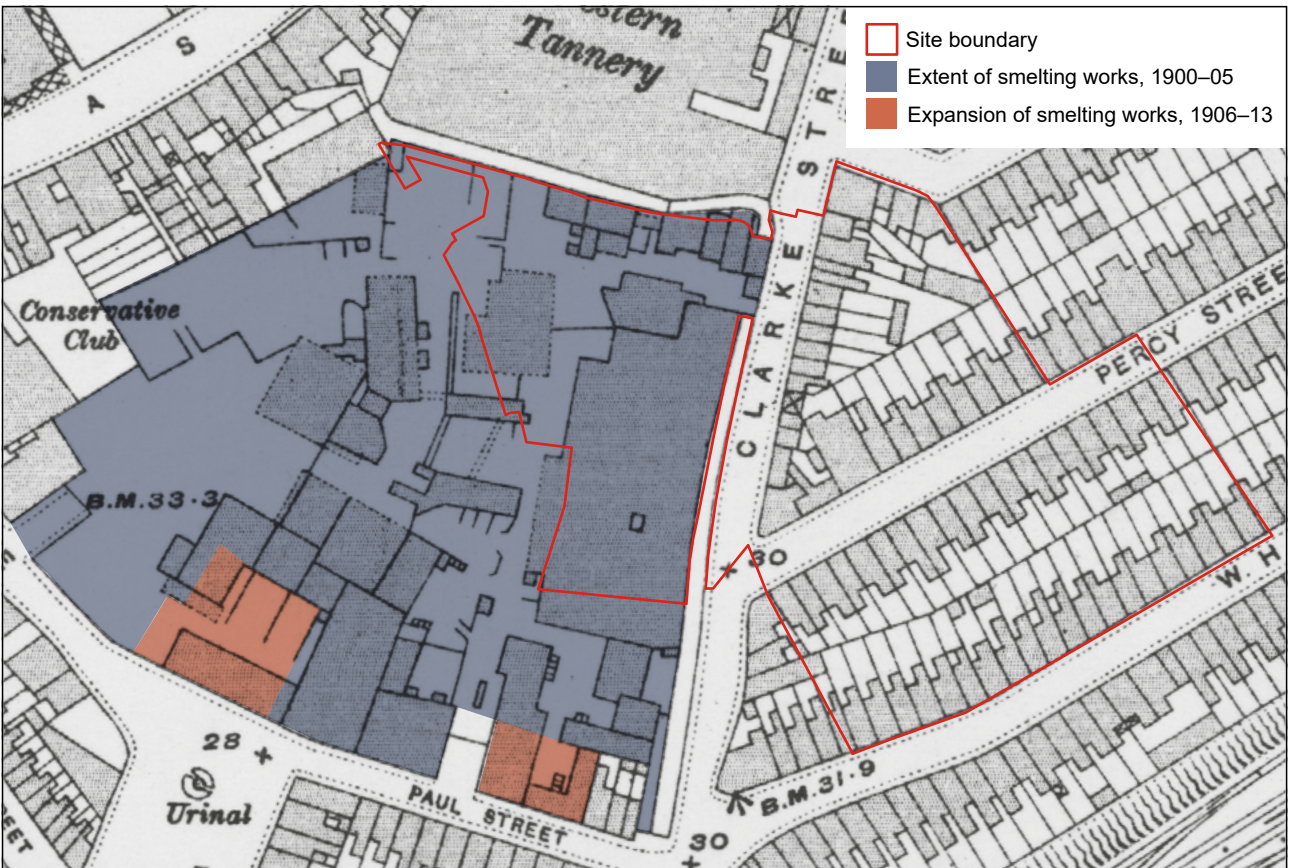 Tannery
Site boundary
Extent of smelting works, 1900–05
Expansion of smelting works, 1906–13
A S
CLARKE STRE
Conservative
Club
PERCY STREE
B.M.33·3
+ 30
W.H
28 +
Urinal
PAUL STREET
B.M.31·9
30
+
REET